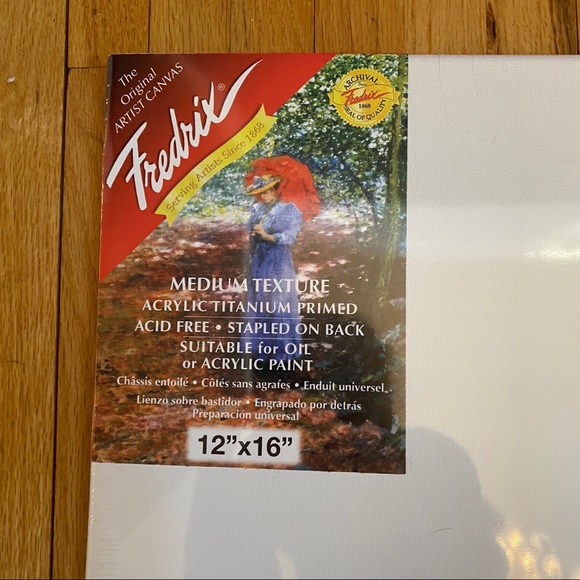 The
Original
ARTIST CANVAS
Fredrix®
Serving Artists Since 1868
ARCHIVAL
Fredrix
1868
SEAL OF QUALITY
MEDIUM TEXTURE
ACRYLIC TITANIUM PRIMED
ACID FREE • STAPLED ON BACK
SUITABLE for OIL
or ACRYLIC PAINT
Châssis entoilé • Côtés sans agrafes • Enduit universel
Lienzo sobre bastidor • Engrapado por detrás
Preparación universal
12”x16”